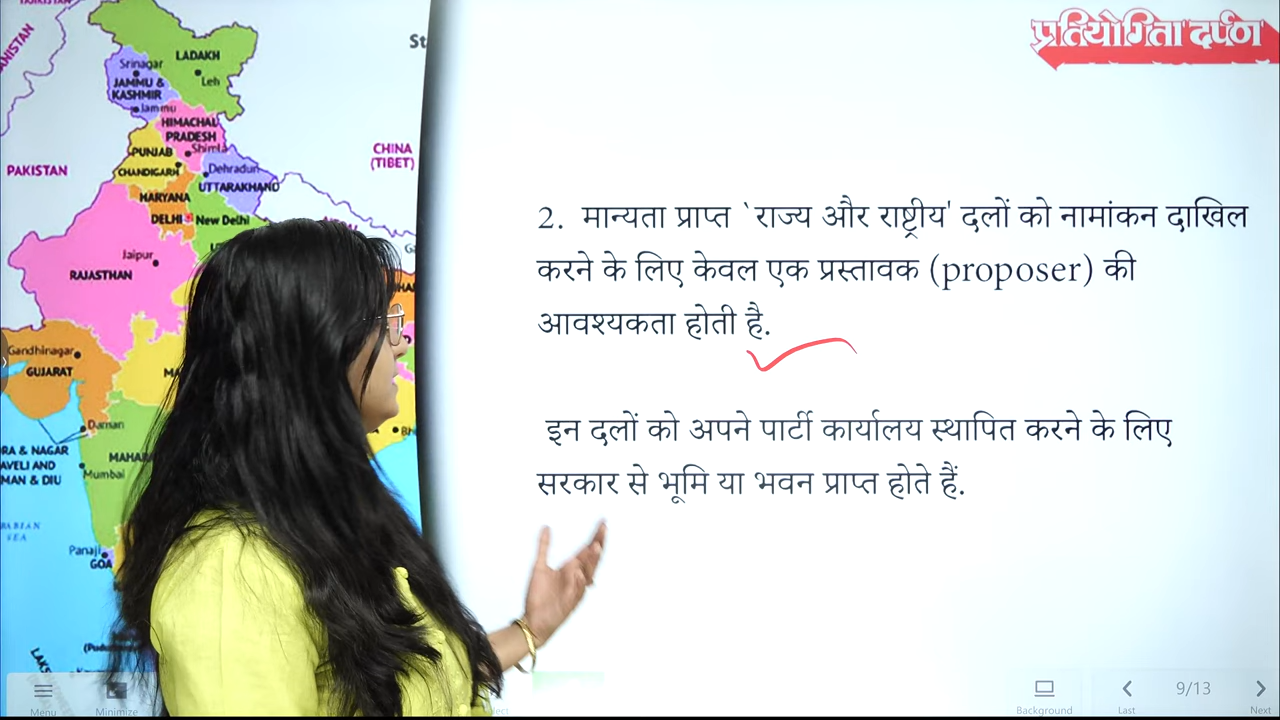 LADAKH
Srinagar
Leh
JAMMU &
KASHMIR
Jammu
HIMACHAL
PRADESH
PUNJAB
Shimla
CHANDIGARH
Dehradun
UTTARAKHAND
HARYANA
DELHI
New Delhi
PAKISTAN
CHINA
(TIBET)
Jaipur
RAJASTHAN
Gandhinagar
GUJARAT
Daman
Mumbai
Panaji
GOA
SEA
प्रतियोगिता दर्पण
2. मान्यता प्राप्त `राज्य और राष्ट्रीय' दलों को नामांकन दाखिल
करने के लिए केवल एक प्रस्तावक (proposer) की
आवश्यकता होती है.
इन दलों को अपने पार्टी कार्यालय स्थापित करने के लिए
सरकार से भूमि या भवन प्राप्त होते हैं.
Menu
Minimize
Background
Last
9/13
Next